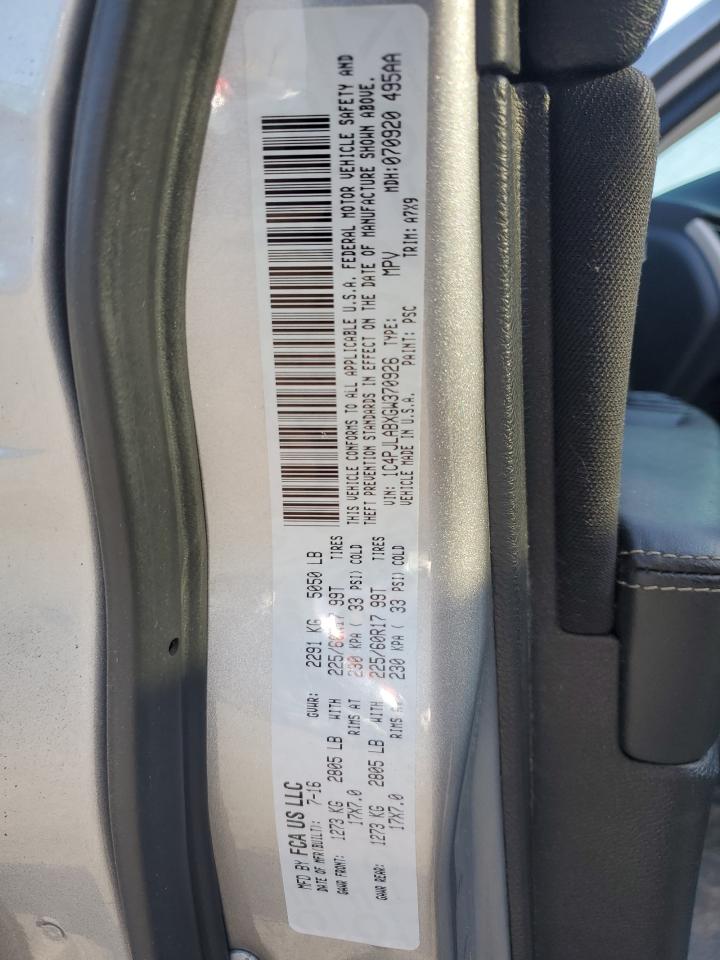 MFD BY FCA US LLC
DATE OF MFR(BUILT): 7-16 GVWR: 2291 KG 5050 LB
GAWR FRONT: 1273 KG 2805 LB WITH 225/60R17 99T TIRES
17X7.0 RIMS AT 230 KPA ( 33 PSI) COLD
GAWR REAR: 1273 KG 2805 LB WITH 225/60R17 99T TIRES
17X7.0 RIMS AT 230 KPA ( 33 PSI) COLD
THIS VEHICLE CONFORMS TO ALL APPLICABLE U.S.A. FEDERAL MOTOR VEHICLE SAFETY AND
THEFT PREVENTION STANDARDS IN EFFECT ON THE DATE OF MANUFACTURE SHOWN ABOVE.
VIN: 1C4PJLABXGW370926 TYPE: MPV MDH:070920 495AA
VEHICLE MADE IN U.S.A. PAINT: PSC TRIM: A7X9